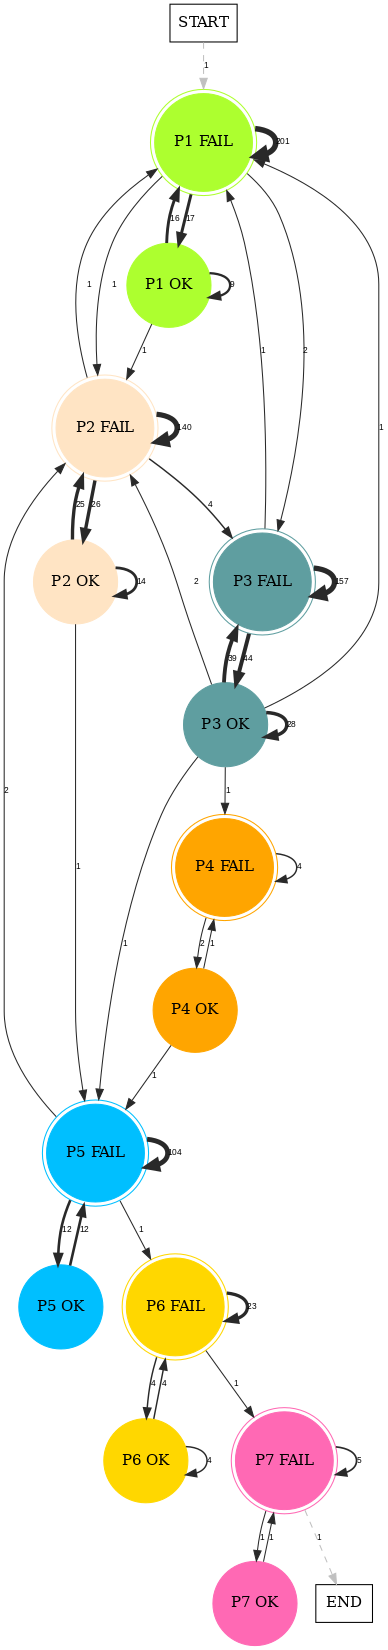 START
1
P1 FAIL
201
16
17
P1 OK
9
1
1
1
1
2
1
P2 FAIL
140
4
25
26
2
P2 OK
14
P3 FAIL
157
39
44
P3 OK
28
1
2
1
1
1
P4 FAIL
4
2
1
P4 OK
1
P5 FAIL
104
12
12
1
P5 OK
P6 FAIL
23
4
4
1
P6 OK
4
P7 FAIL
5
1
1
1
P7 OK
END